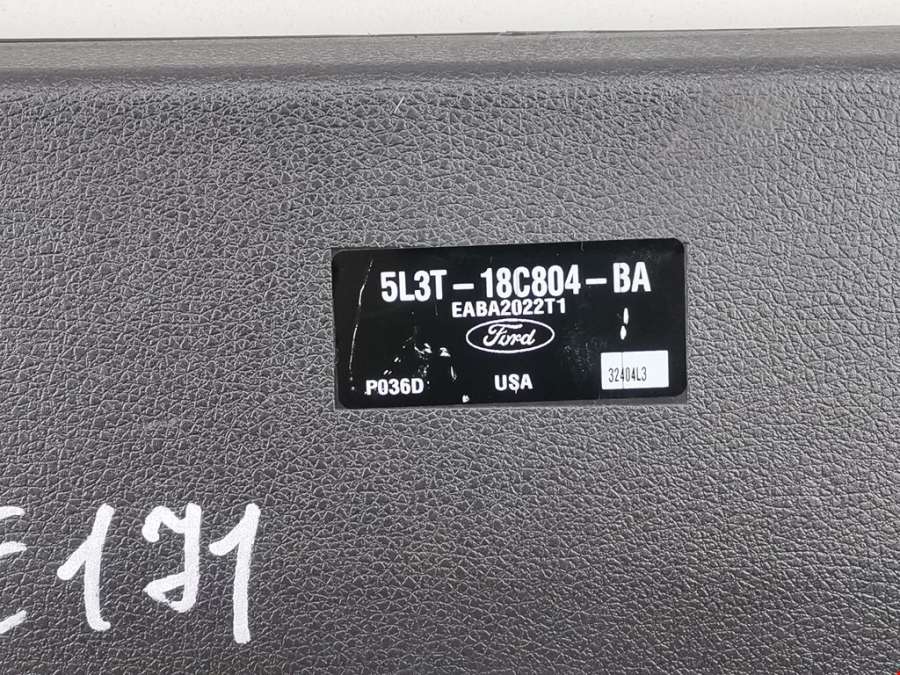 5L3T-18C804-BA
EABA2022T1
Ford
P036D USA 32404L3
E171